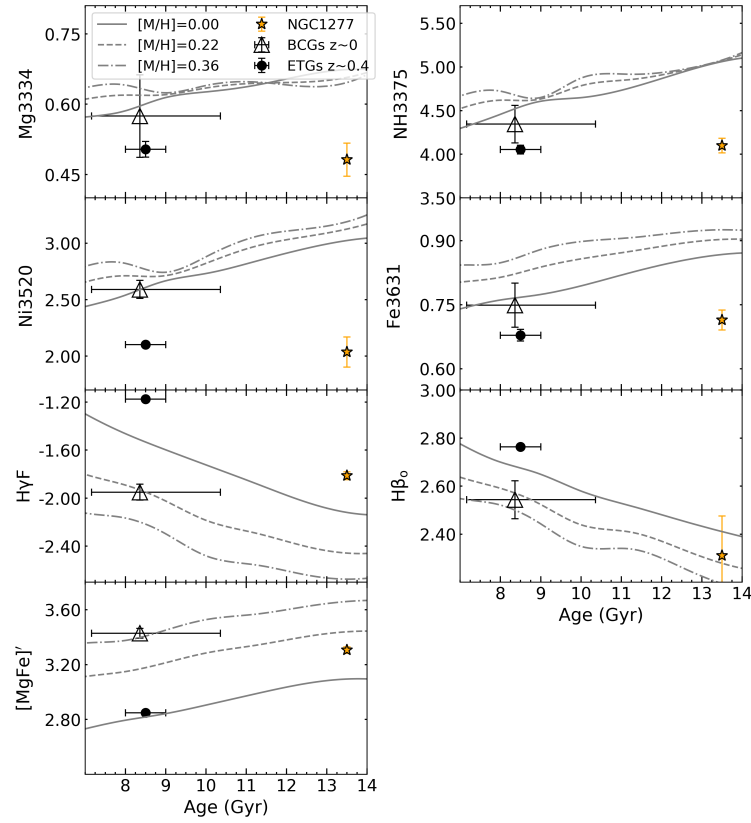 [M/H]=0.00
[M/H]=0.22
[M/H]=0.36
NGC1277
BCGs z~0
ETGs z~0.4
Mg3334
0.75
0.60
0.45
NH3375
5.50
5.00
4.50
4.00
3.50
Ni3520
3.00
2.50
2.00
Fe3631
0.90
0.75
0.60
HγF
-1.20
-1.60
-2.00
-2.40
Hβo
3.00
2.80
2.60
2.40
8 9 10 11 12 13 14
Age (Gyr)
[MgFe]′
3.60
3.20
2.80
8 9 10 11 12 13 14
Age (Gyr)